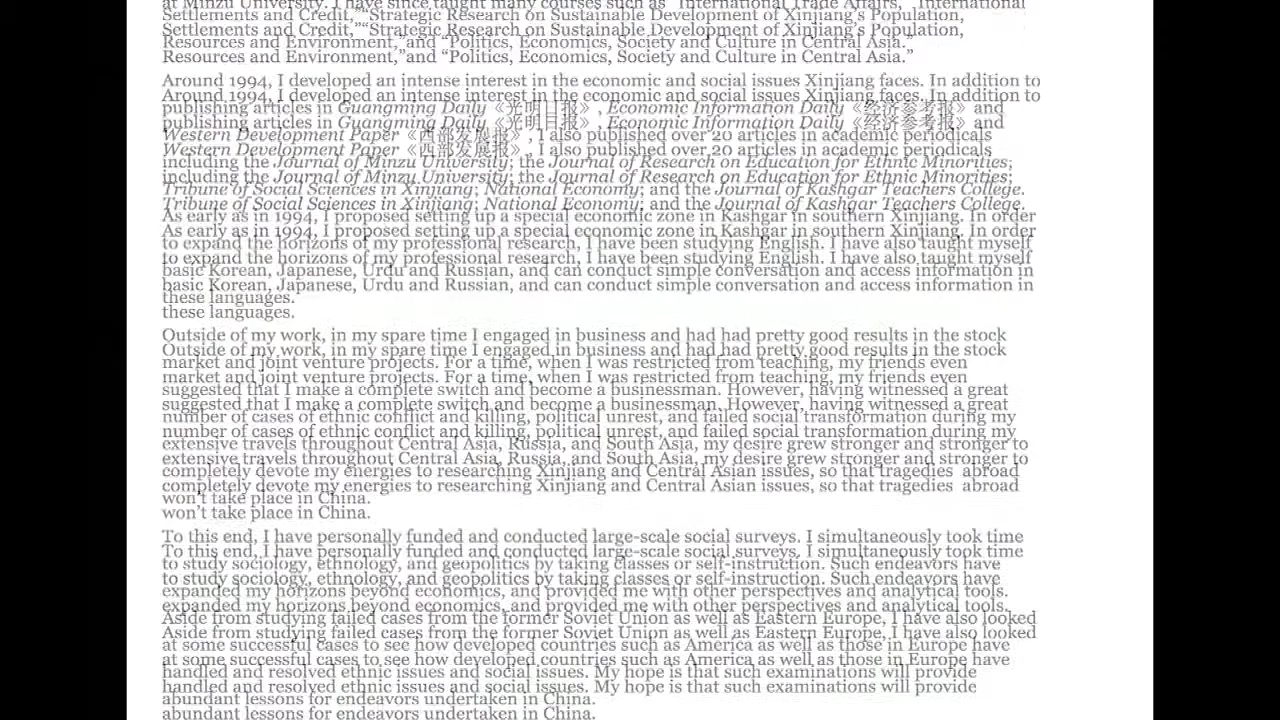 at Minzu University. I have since taught many courses such as “International Trade Affairs,” “International
Settlements and Credit,”“Strategic Research on Sustainable Development of Xinjiang’s Population,
Resources and Environment,”and “Politics, Economics, Society and Culture in Central Asia.”
Around 1994, I developed an intense interest in the economic and social issues Xinjiang faces. In addition to
publishing articles in Guangming Daily《光明日报》, Economic Information Daily《经济参考报》and
Western Development Paper《西部发展报》, I also published over 20 articles in academic periodicals
including the Journal of Minzu University; the Journal of Research on Education for Ethnic Minorities;
Tribune of Social Sciences in Xinjiang; National Economy; and the Journal of Kashgar Teachers College.
As early as in 1994, I proposed setting up a special economic zone in Kashgar in southern Xinjiang. In order
to expand the horizons of my professional research, I have been studying English. I have also taught myself
basic Korean, Japanese, Urdu and Russian, and can conduct simple conversation and access information in
these languages.
Outside of my work, in my spare time I engaged in business and had had pretty good results in the stock
market and joint venture projects. For a time, when I was restricted from teaching, my friends even
suggested that I make a complete switch and become a businessman. However, having witnessed a great
number of cases of ethnic conflict and killing, political unrest, and failed social transformation during my
extensive travels throughout Central Asia, Russia, and South Asia, my desire grew stronger and stronger to
completely devote my energies to researching Xinjiang and Central Asian issues, so that tragedies  abroad
won’t take place in China.
To this end, I have personally funded and conducted large-scale social surveys. I simultaneously took time
to study sociology, ethnology, and geopolitics by taking classes or self-instruction. Such endeavors have
expanded my horizons beyond economics, and provided me with other perspectives and analytical tools.
Aside from studying failed cases from the former Soviet Union as well as Eastern Europe, I have also looked
at some successful cases to see how developed countries such as America as well as those in Europe have
handled and resolved ethnic issues and social issues. My hope is that such examinations will provide
abundant lessons for endeavors undertaken in China.